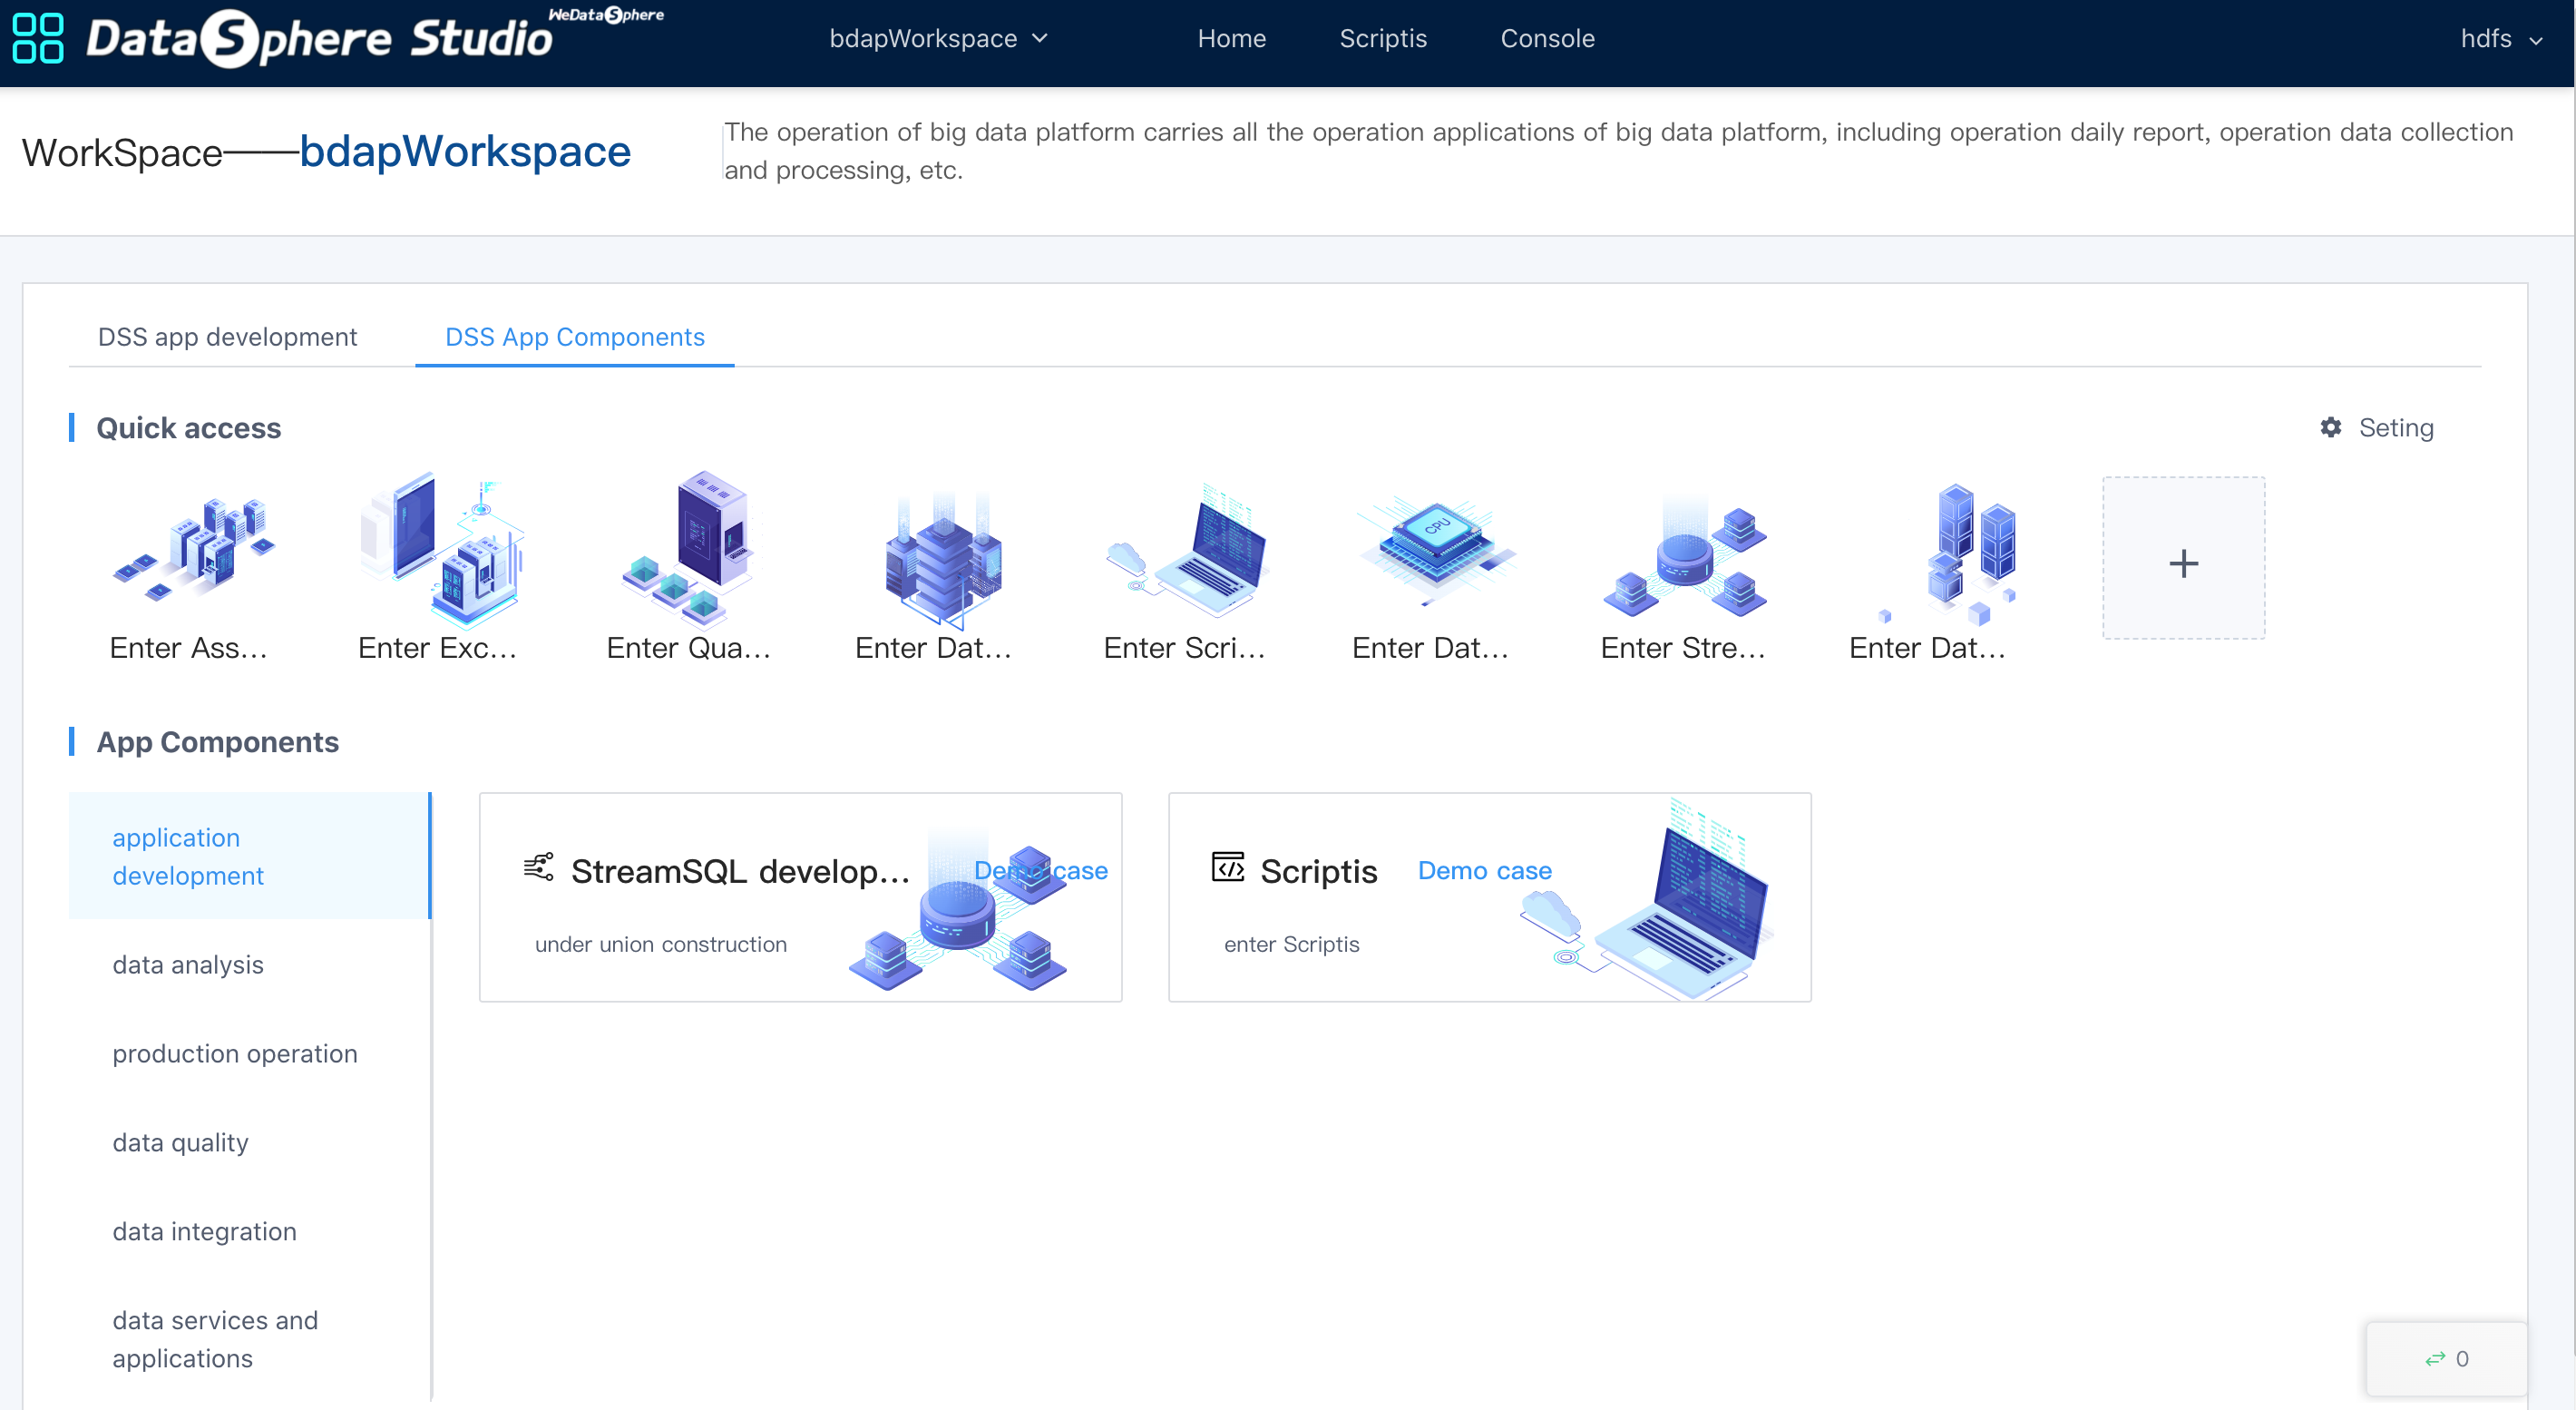 DataSphere Studio WeDataSphere
bdapWorkspace
Home
Scriptis
Console
hdfs
WorkSpace——bdapWorkspace
The operation of big data platform carries all the operation applications of big data platform, including operation daily report, operation data collection
and processing, etc.
DSS app development
DSS App Components
Quick access
Seting
CPU
Enter Ass...
Enter Exc...
Enter Qua...
Enter Dat...
Enter Scri...
Enter Dat...
Enter Stre...
Enter Dat...
App Components
application
development
data analysis
production operation
data quality
data integration
data services and
applications
StreamSQL develop...
Demo case
under union construction
Scriptis
Demo case
enter Scriptis
0